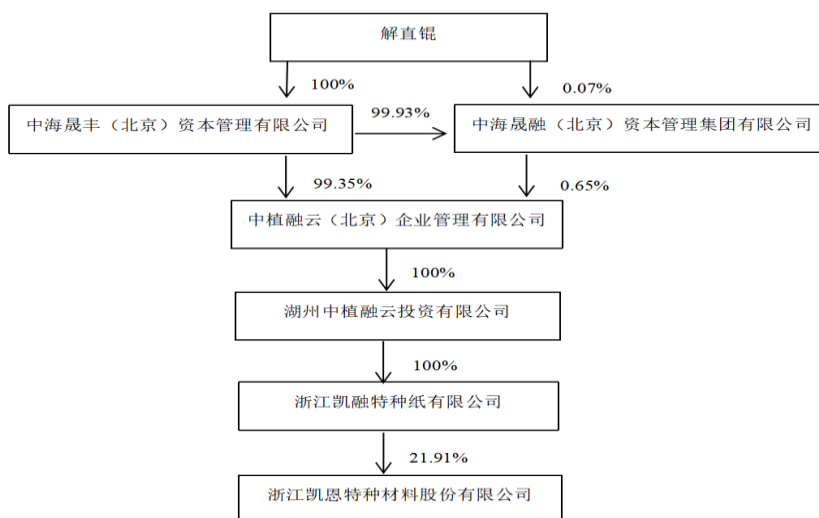 解直锟
100%
0.07%
中海晟丰（北京）资本管理有限公司
99.93%
中海晟融（北京）资本管理集团有限公司
99.35%
0.65%
中植融云（北京）企业管理有限公司
100%
湖州中植融云投资有限公司
100%
浙江凯融特种纸有限公司
21.91%
浙江凯恩特种材料股份有限公司